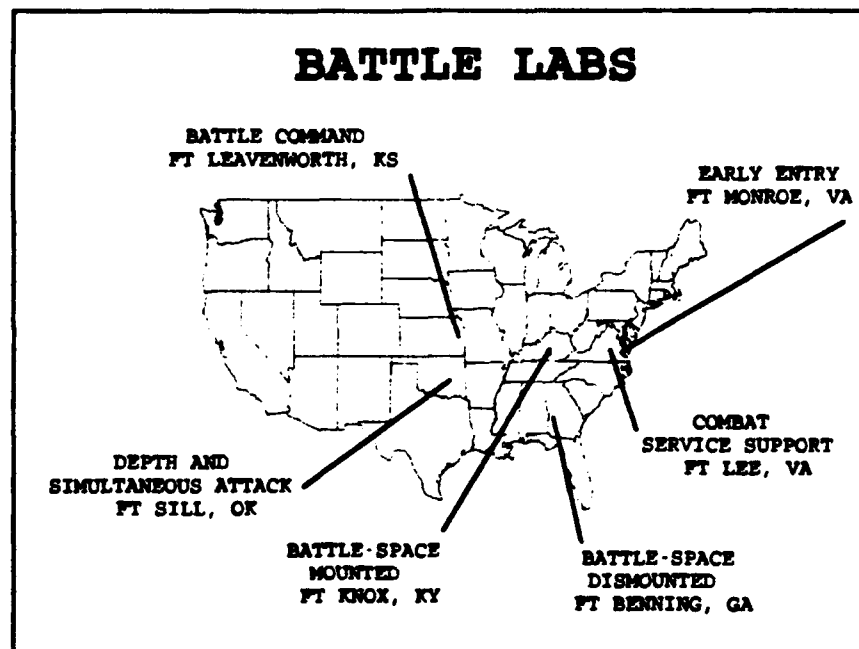 BATTLE LABS
BATTLE COMMAND
FT LEAVENWORTH, KS
EARLY ENTRY
FT MONROE, VA
COMBAT
SERVICE SUPPORT
FT LEE, VA
DEPTH AND
SIMULTANEOUS ATTACK
FT SILL, OK
BATTLE-SPACE
MOUNTED
FT KNOX, KY
BATTLE-SPACE
DISMOUNTED
FT BENNING, GA